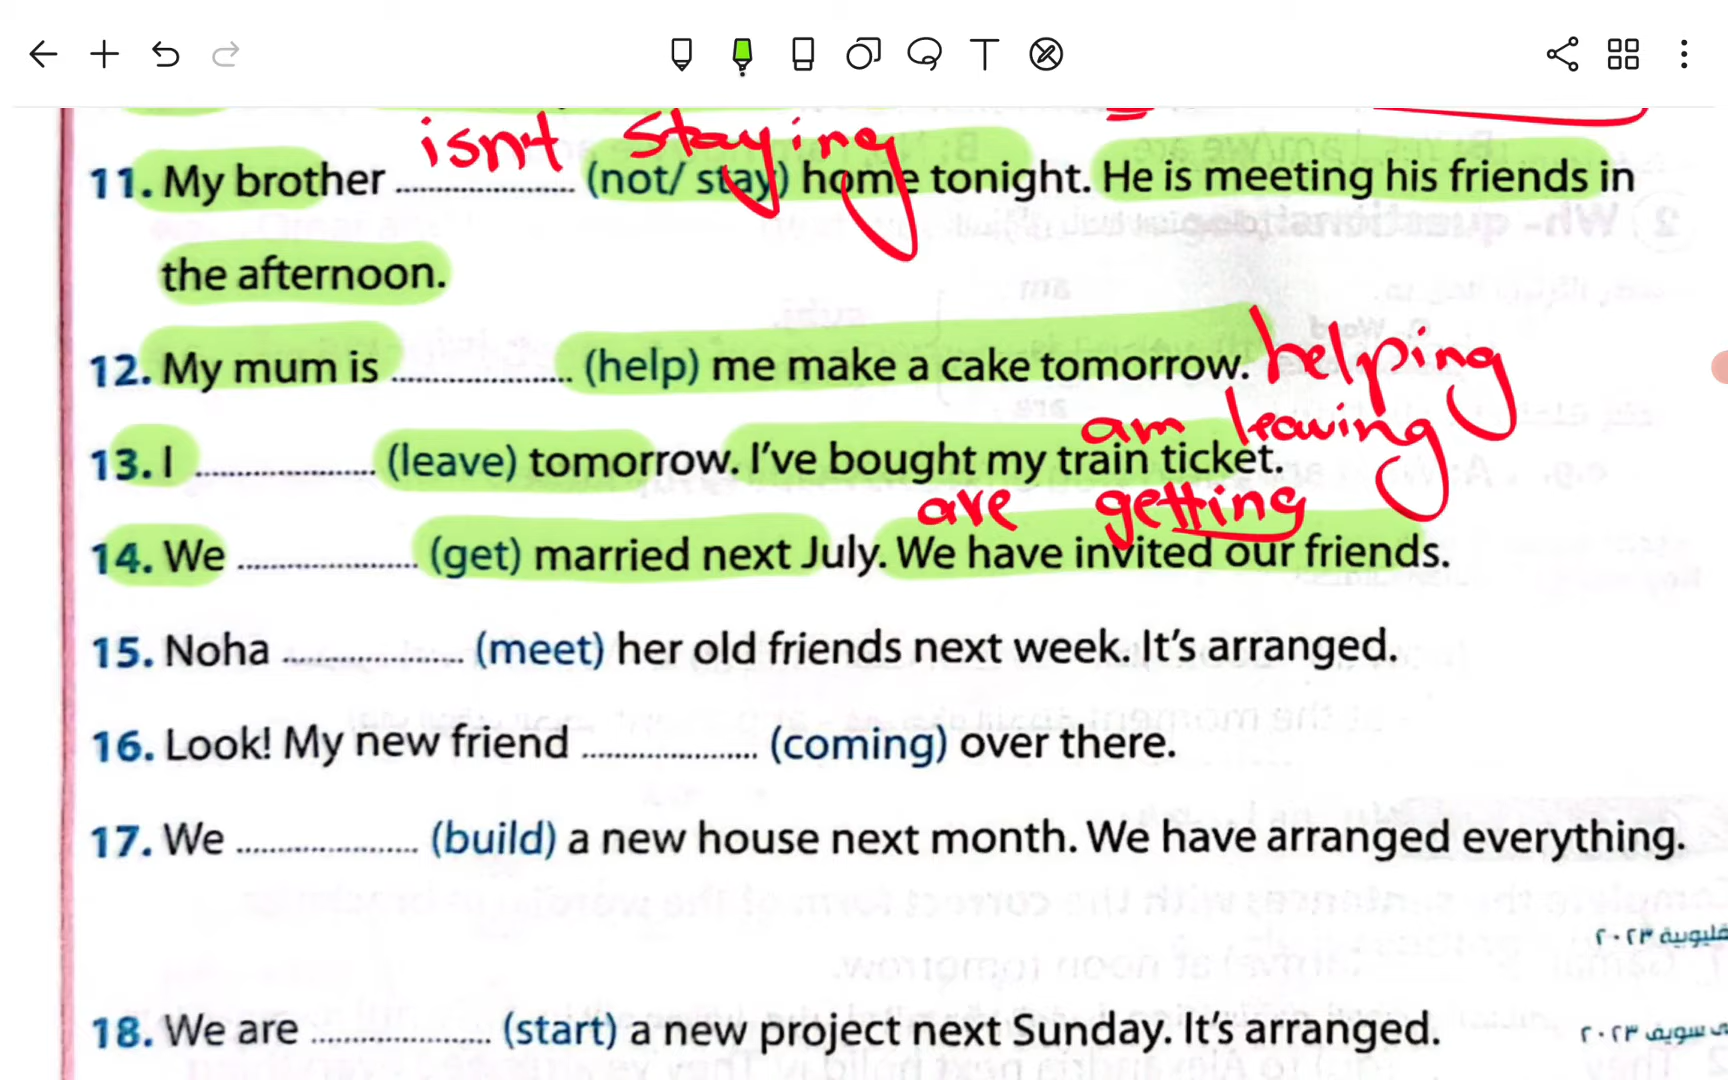 isn't staying
11. My brother .................... (not/ stay) home tonight. He is meeting his friends in
the afternoon.
12. My mum is .................... (help) me make a cake tomorrow. helping
am leaving
13. I .................... (leave) tomorrow. I've bought my train ticket.
are getting
14. We .................... (get) married next July. We have invited our friends.
15. Noha .................... (meet) her old friends next week. It's arranged.
16. Look! My new friend .................... (coming) over there.
17. We .................... (build) a new house next month. We have arranged everything.
٢٠٢٣
18. We are .................... (start) a new project next Sunday. It's arranged.
سويف ٢٠٢٣